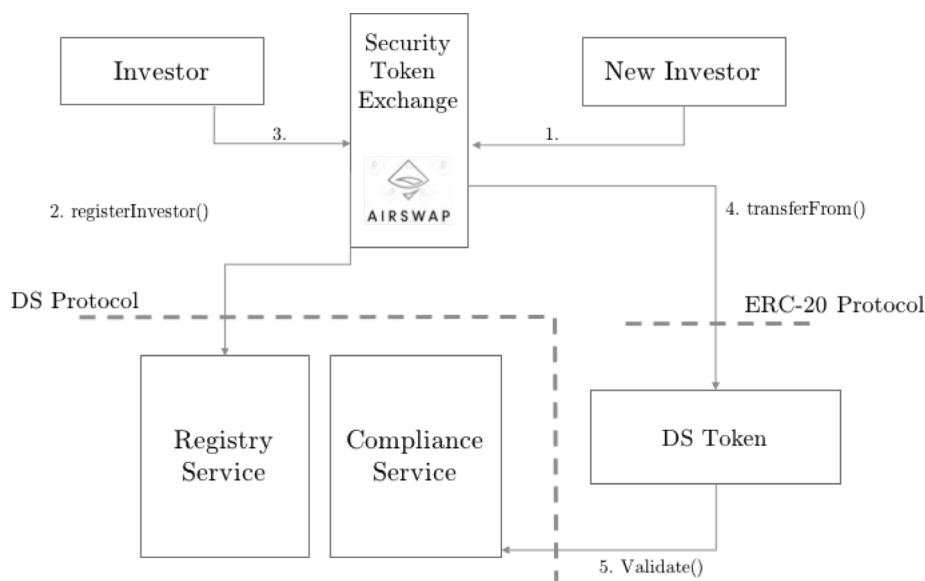 Investor
Security
Token
Exchange
New Investor
3.
1.
AIRSWAP
2. registerInvestor()
4. transferFrom()
DS Protocol
ERC-20 Protocol
Registry
Service
Compliance
Service
DS Token
5. Validate()